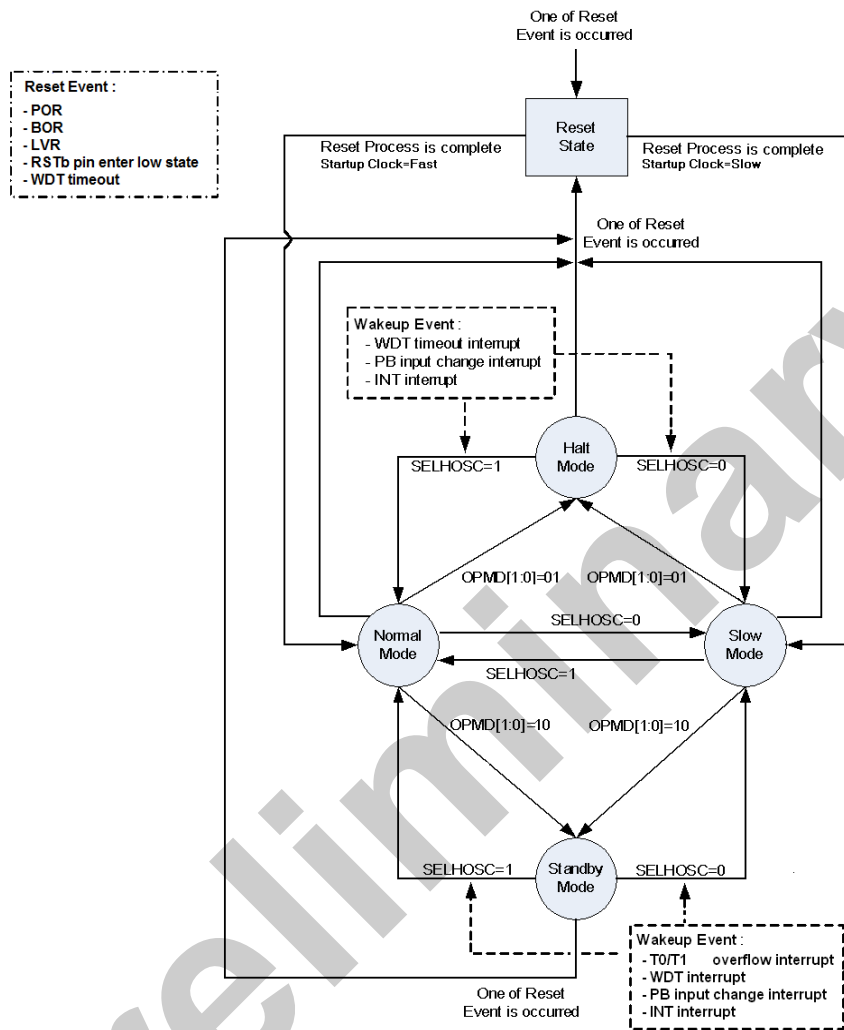 One of Reset
Event is occurred
Reset Event :
- POR
- BOR
- LVR
- RSTb pin enter low state
- WDT timeout
Reset
State
Reset Process is complete
Startup Clock=Fast
Reset Process is complete
Startup Clock=Slow
One of Reset
Event is occurred
Wakeup Event :
- WDT timeout interrupt
- PB input change interrupt
- INT interrupt
Halt
Mode
SELHOSC=1
SELHOSC=0
OPMD[1:0]=01
OPMD[1:0]=01
Normal
Mode
SELHOSC=0
SELHOSC=1
Slow
Mode
OPMD[1:0]=10
OPMD[1:0]=10
Standby
Mode
SELHOSC=1
SELHOSC=0
Wakeup Event :
- T0/T1 overflow interrupt
- WDT interrupt
- PB input change interrupt
- INT interrupt
One of Reset
Event is occurred
reliminary